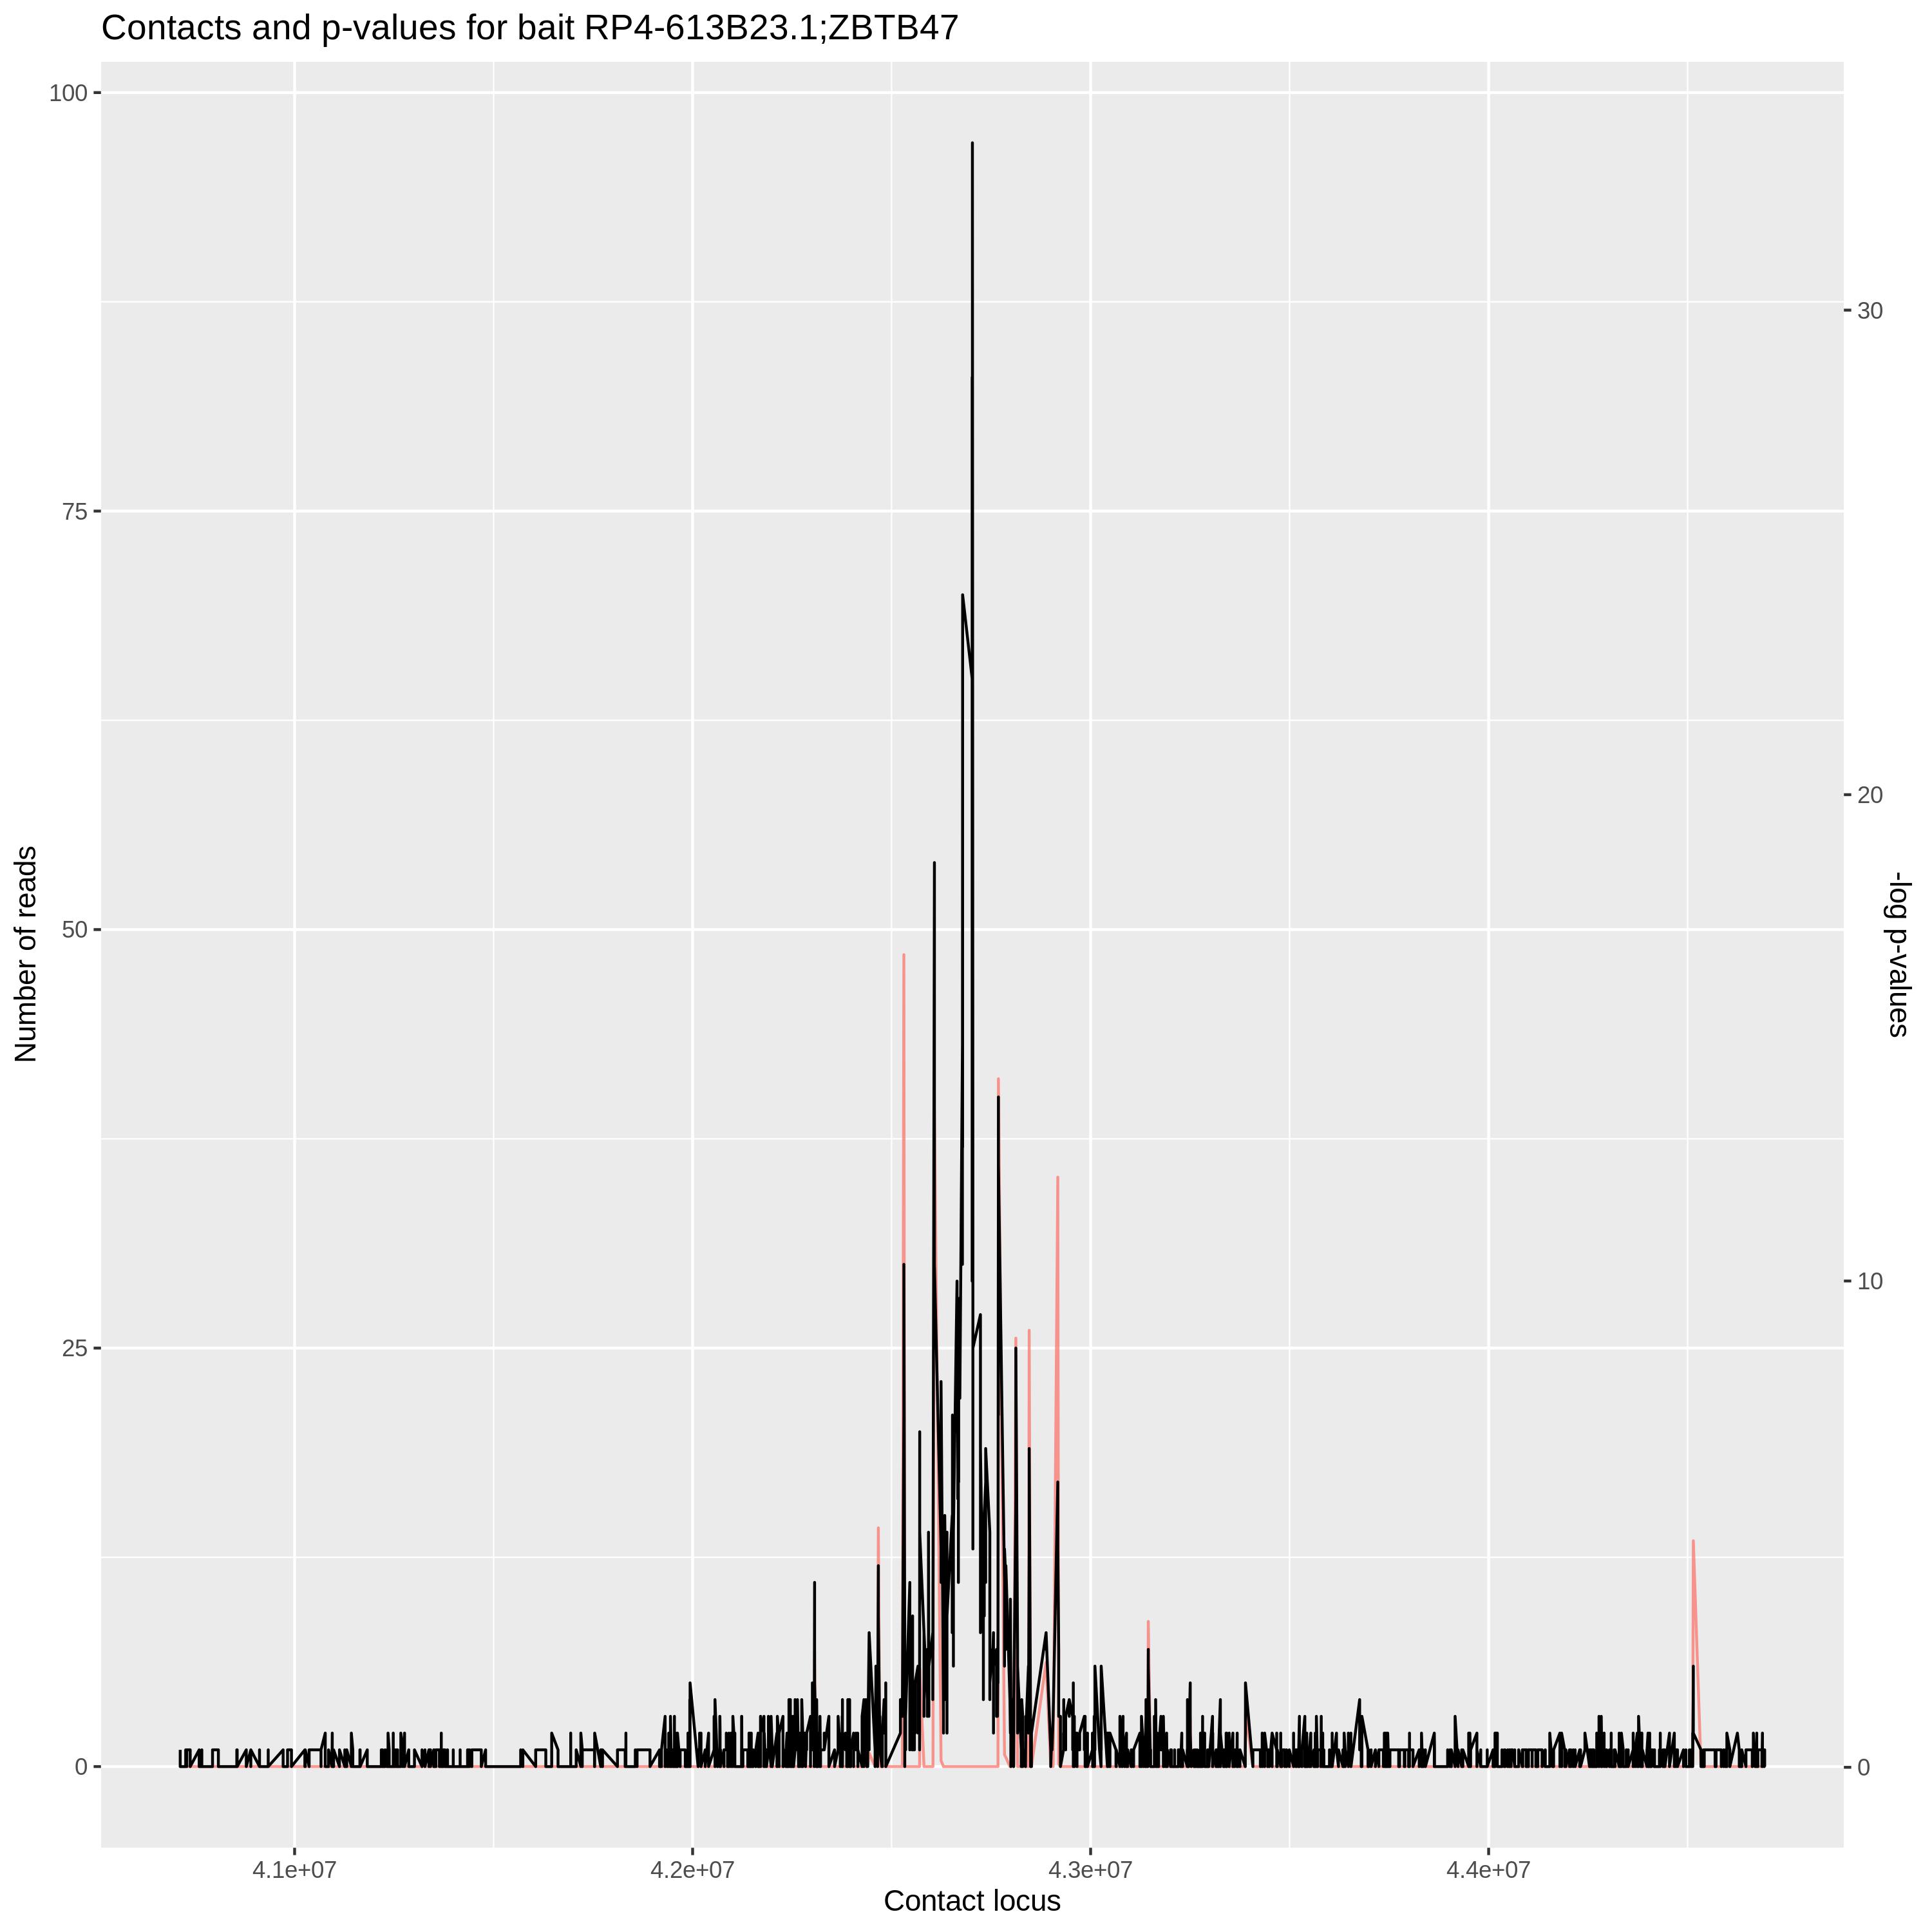 Contacts and p-values for bait RP4-613B23.1;ZBTB47
100
75
50
25
0
Number of reads
30
20
10
0
-log p-values
4.1e+07
4.2e+07
4.3e+07
4.4e+07
Contact locus